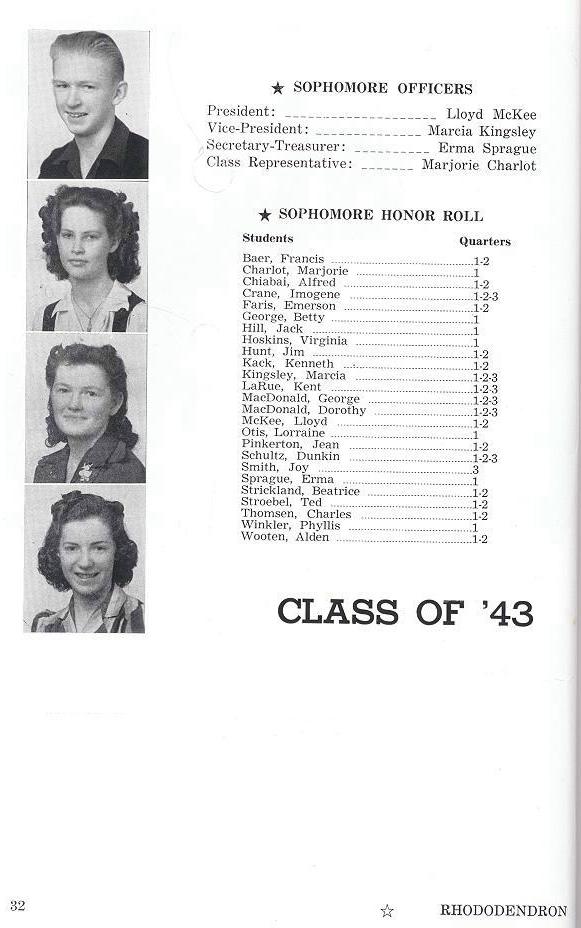 ★ SOPHOMORE OFFICERS
President: Lloyd McKee
Vice-President: Marcia Kingsley
Secretary-Treasurer: Erma Sprague
Class Representative: Marjorie Charlot
★ SOPHOMORE HONOR ROLL
Students Quarters
Baer, Francis 1-2
Charlot, Marjorie 1
Chiabai, Alfred 1-2
Crane, Imogene 1-2-3
Faris, Emerson 1-2
George, Betty 1
Hill, Jack 1
Hoskins, Virginia 1
Hunt, Jim 1-2
Kack, Kenneth 1-2
Kingsley, Marcia 1-2-3
LaRue, Kent 1-2-3
MacDonald, George 1-2-3
MacDonald, Dorothy 1-2-3
McKee, Lloyd 1-2
Otis, Lorraine 1
Pinkerton, Jean 1-2
Schultz, Dunkin 1-2-3
Smith, Joy 3
Sprague, Erma 1
Strickland, Beatrice 1-2
Stroebel, Ted 1-2
Thomsen, Charles 1-2
Winkler, Phyllis 1
Wooten, Alden 1-2
CLASS OF '43
32 ☆ RHODODENDRON